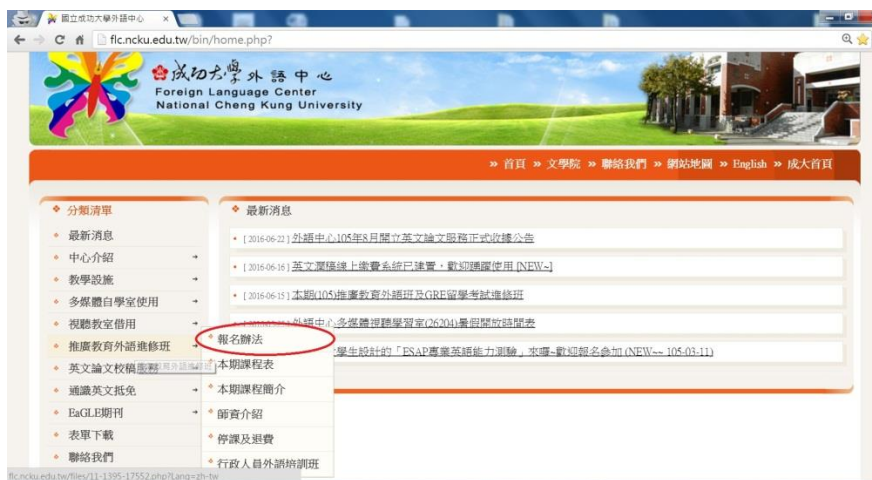 國立成功大學外語中心
flc.ncku.edu.tw/bin/home.php?
成功大學外語中心
Foreign Language Center
National Cheng Kung University
» 首頁 » 文學院 » 聯絡我們 » 網站地圖 » English » 成大首頁
分類清單
最新消息
中心介紹
教學設施
多媒體自學室使用
視聽教室借用
推廣教育外語進修班
英文論文校稿服務
通識英文抵免
EaGLE期刊
表單下載
聯絡我們
報名辦法
本期課程表
本期課程簡介
師資介紹
停課及退費
行政人員外語培訓班
最新消息
[ 2016-06-22 ] 外語中心105年8月開立英文論文服務正式收據公告
[ 2016-06-16 ] 英文潤稿線上繳費系統已建置，歡迎踴躍使用 [NEW~]
[ 2016-06-15 ] 本期(105)推廣教育外語班及GRE留學考試進修班
外語中心多媒體視聽學習室(26204)暑假開放時間表
大學生設計的「ESAP專業英語能力測驗」來囉~歡迎報名參加 (NEW~~ 105-03-11)
flc.ncku.edu.tw/files/11-1395-17552.php?Lang=zh-tw